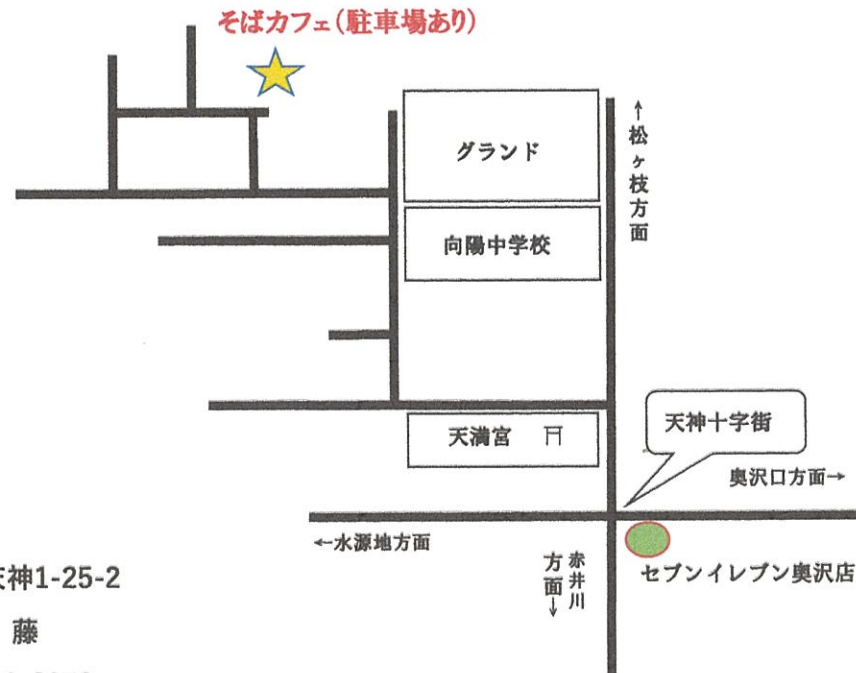 そばカフェ(駐車場あり)
グランド
↑松ヶ枝方面
向陽中学校
天満宮
天神十字街
奥沢口方面→
←水源地方面
赤井川
方面↓
セブンイレブン奥沢店
天神1-25-2
藤